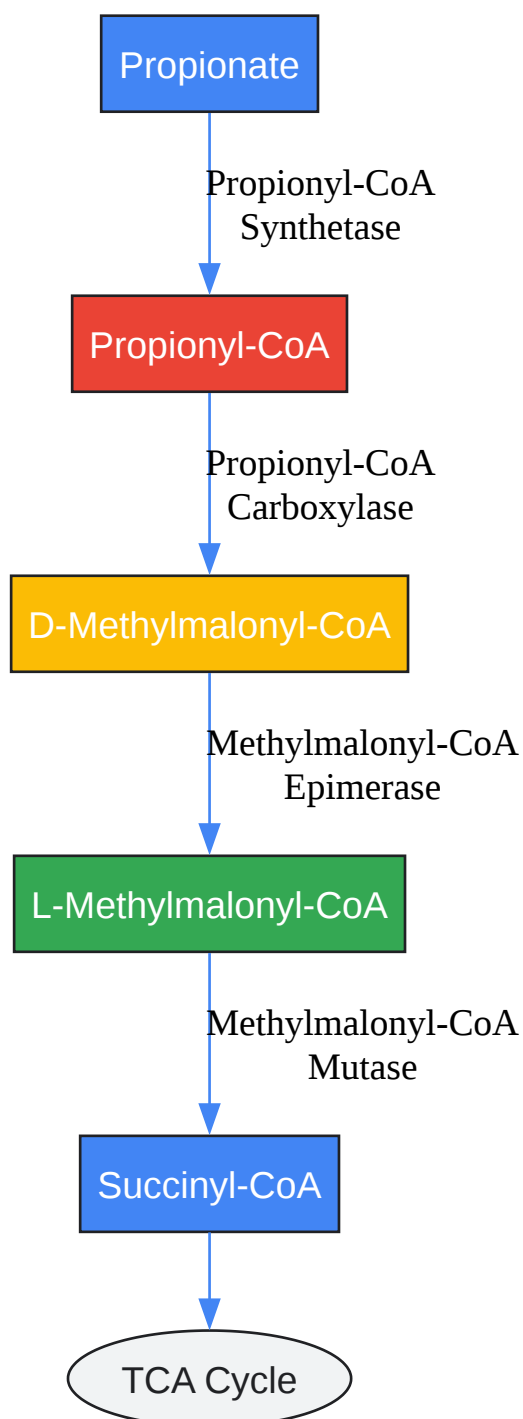 Propionate
Propionyl-CoA
Synthetase
Propionyl-CoA
Propionyl-CoA
Carboxylase
D-Methylmalonyl-CoA
Methylmalonyl-CoA
Epimerase
L-Methylmalonyl-CoA
Methylmalonyl-CoA
Mutase
Succinyl-CoA
TCA Cycle